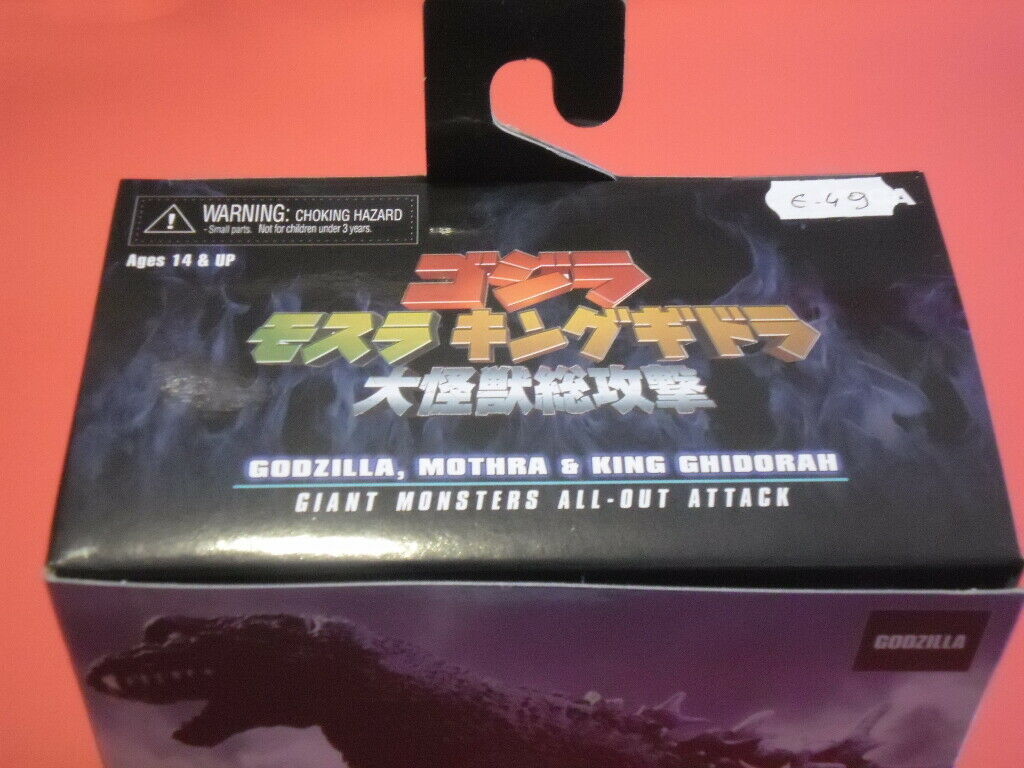 WARNING: CHOKING HAZARD
- Small parts. Not for children under 3 years.
€-49
Ages 14 & UP
ゴジラ
モスラ キングギドラ
大怪獣総攻撃
GODZILLA, MOTHRA & KING GHIDORAH
GIANT MONSTERS ALL-OUT ATTACK
GODZILLA